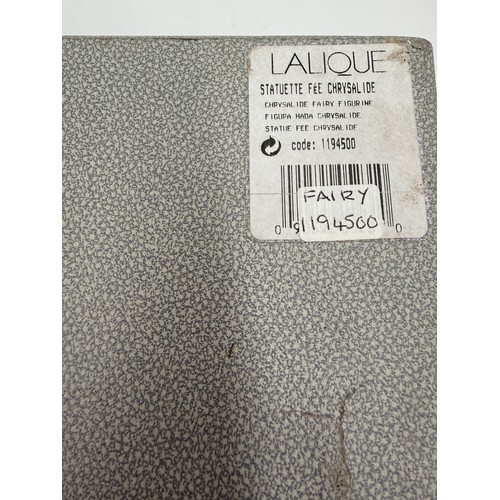 LALIQUE
STATUETTE FéE CHRYSALIDE
CHRYSALIDE FAIRY FIGURINE
FIGURA HADA CHRYSALIDE
STATUE FEE CHRYSALIDE
code: 1194500
FAIRY
1194500